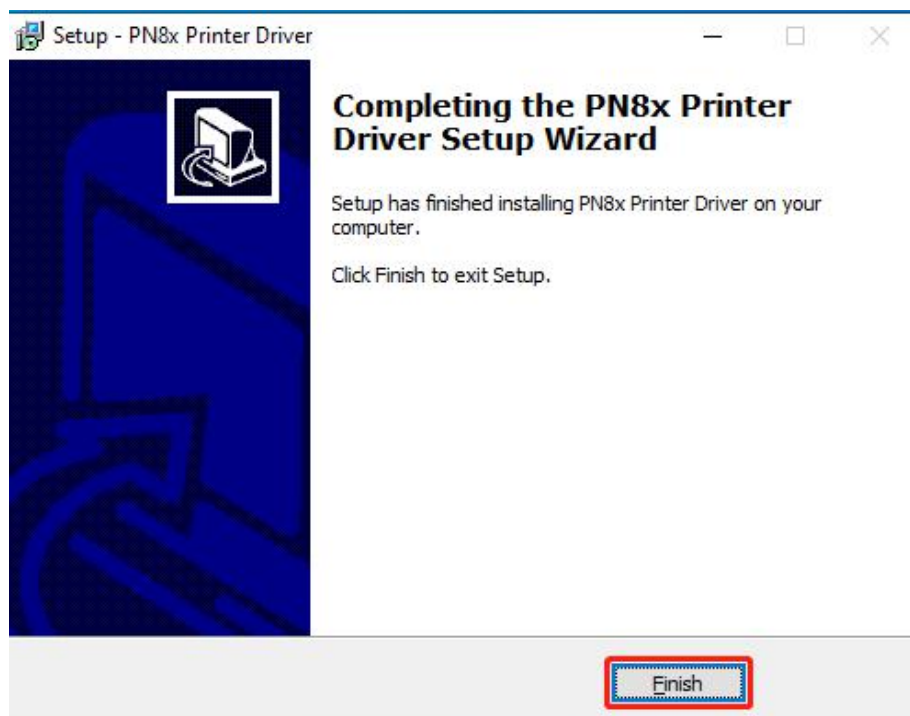 Setup - PN8x Printer Driver
Completing the PN8x Printer
Driver Setup Wizard
Setup has finished installing PN8x Printer Driver on your
computer.
Click Finish to exit Setup.
Finish